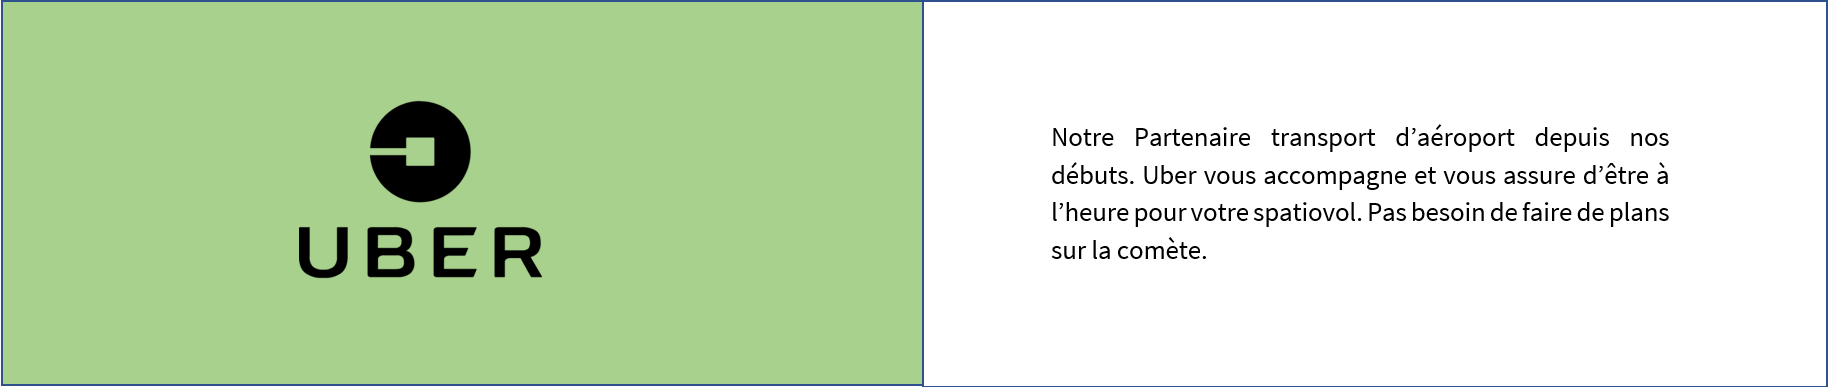 UBER
Notre Partenaire transport d’aéroport depuis nos
débuts. Uber vous accompagne et vous assure d’être à
l’heure pour votre spatiovol. Pas besoin de faire de plans
sur la comète.